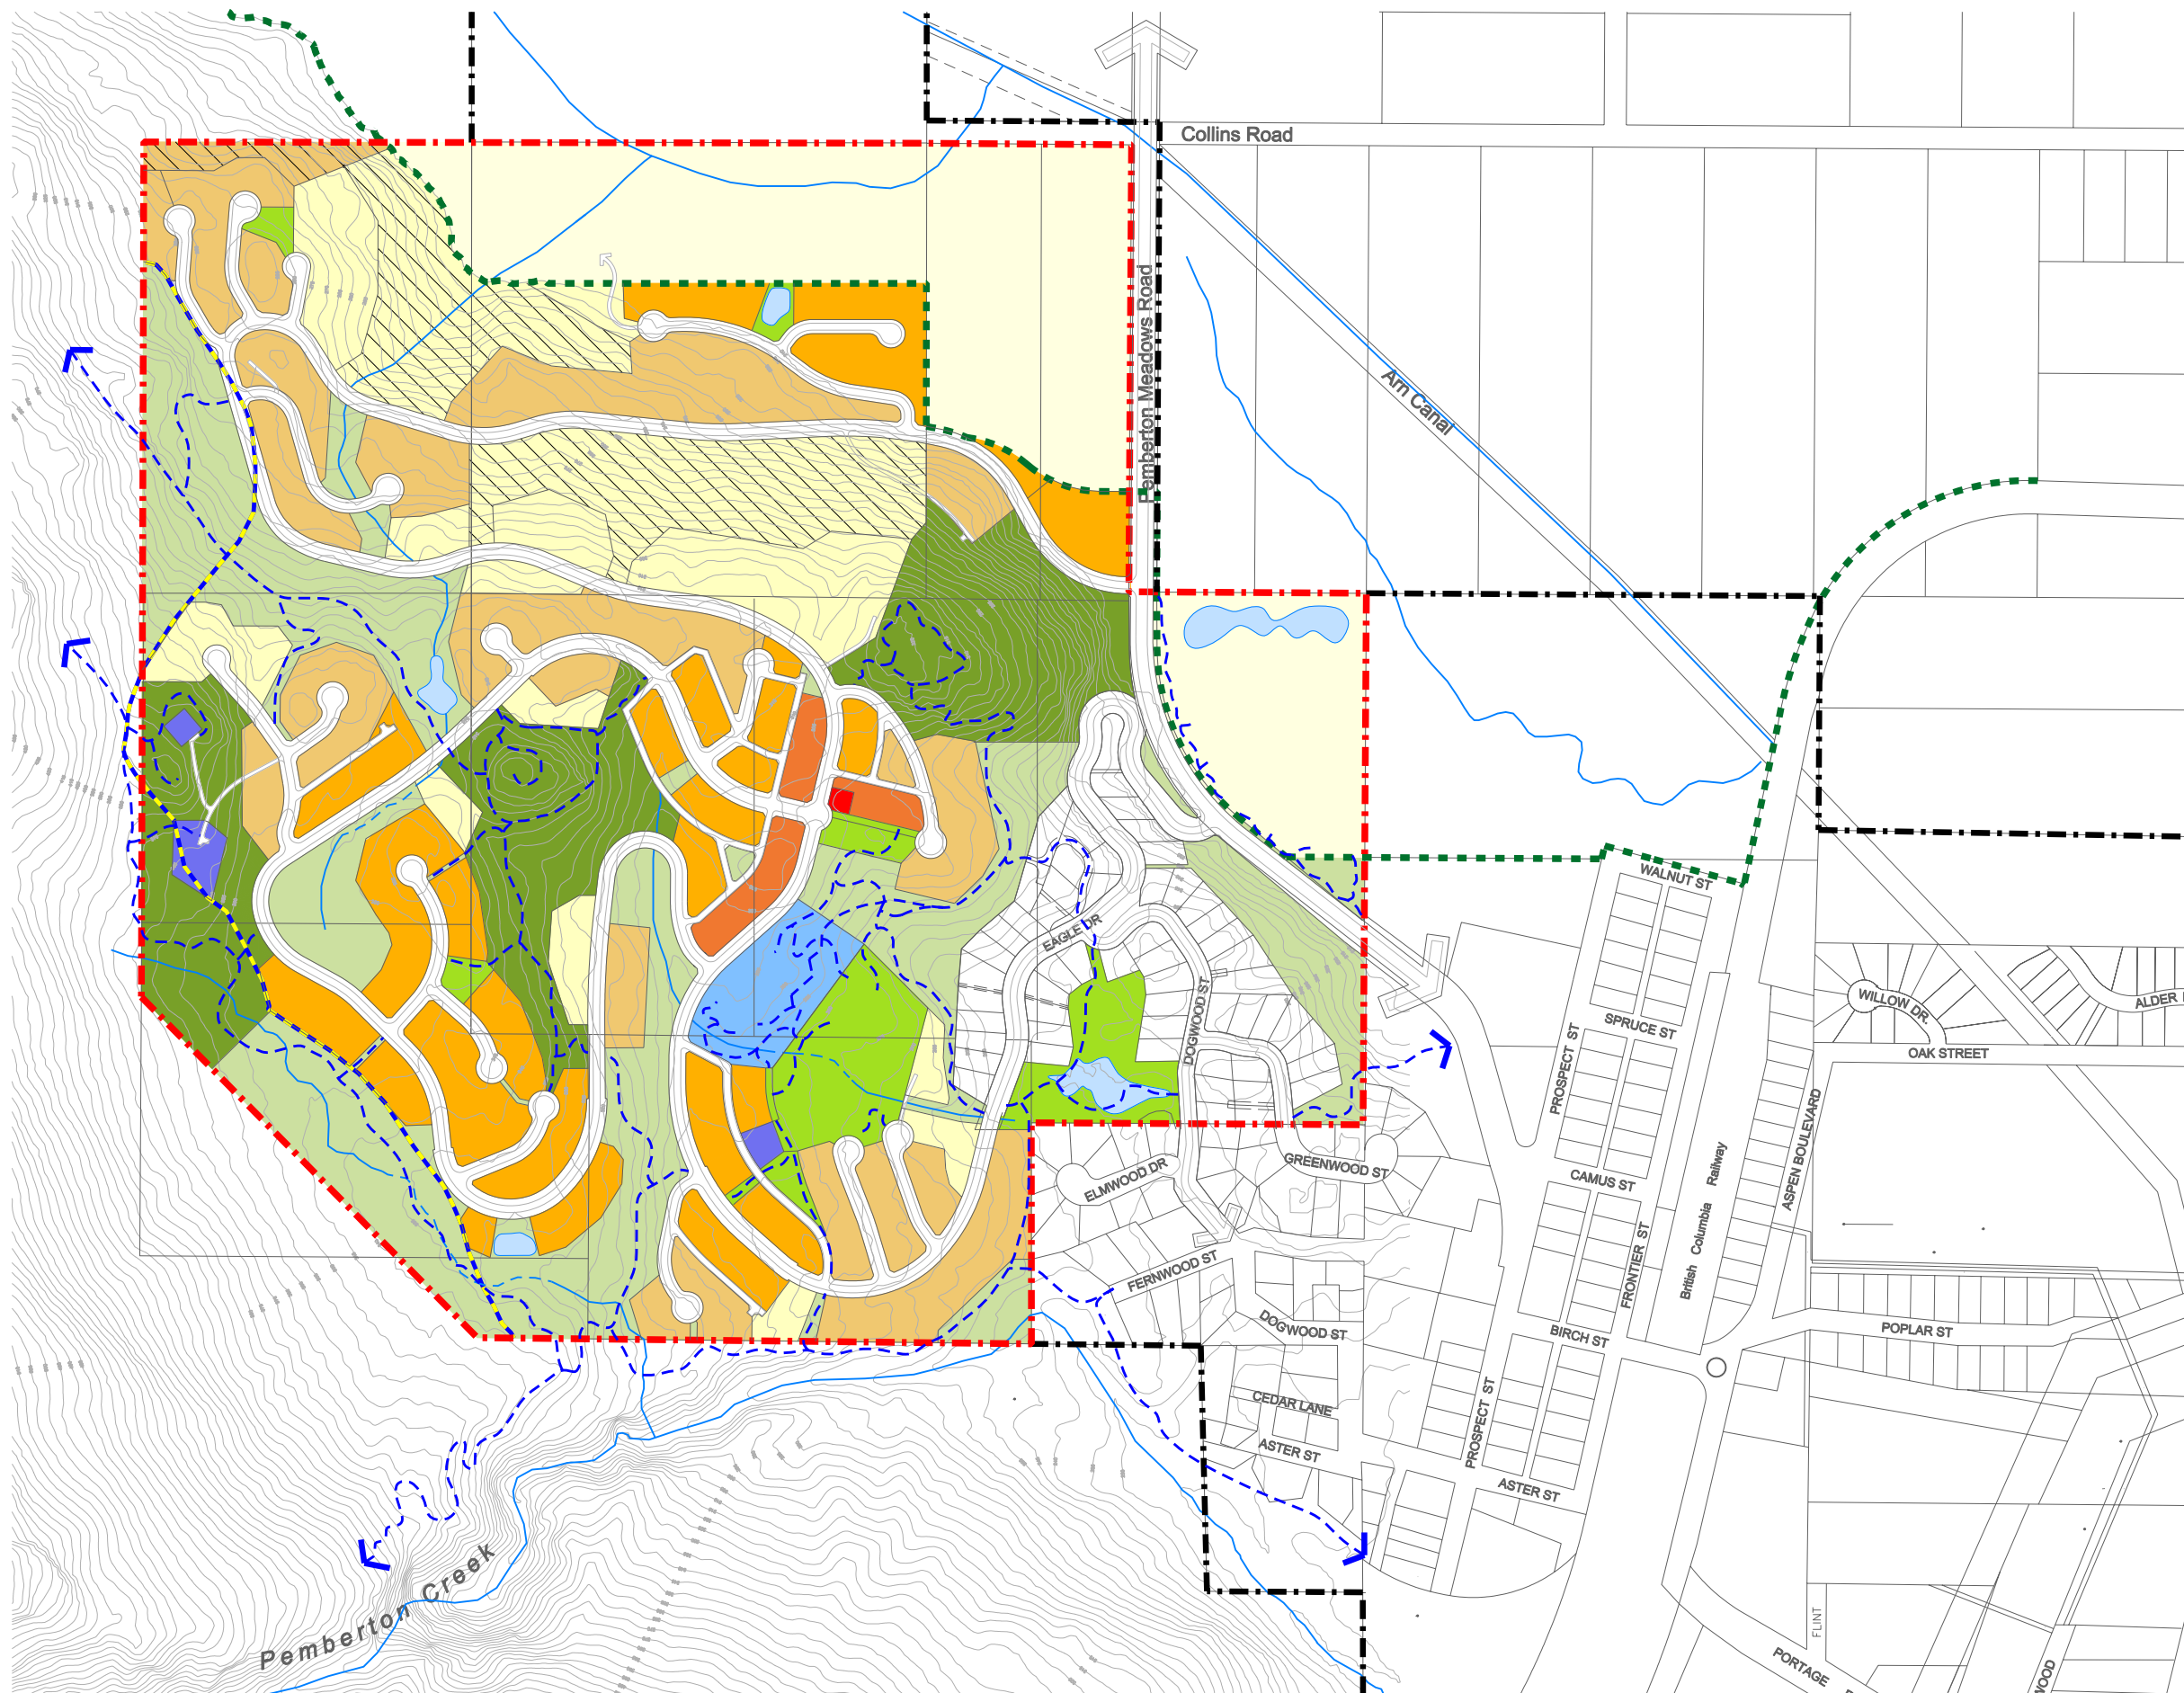 Collins Road
Pemberton Meadows Road
Arn Canal
WALNUT ST
EAGLE DR
DOGWOOD ST
PROSPECT ST
SPRUCE ST
WILLOW DR.
ALDER
OAK STREET
ASPEN BOULEVARD
GREENWOOD ST
ELMWOOD DR
CAMUS ST
British Columbia Railway
FRONTIER ST
FERNWOOD ST
DOGWOOD ST
BIRCH ST
POPLAR ST
CEDAR LANE
PROSPECT ST
ASTER ST
ASTER ST
Pemberton Creek
FLINT
PORTAGE
WOOD